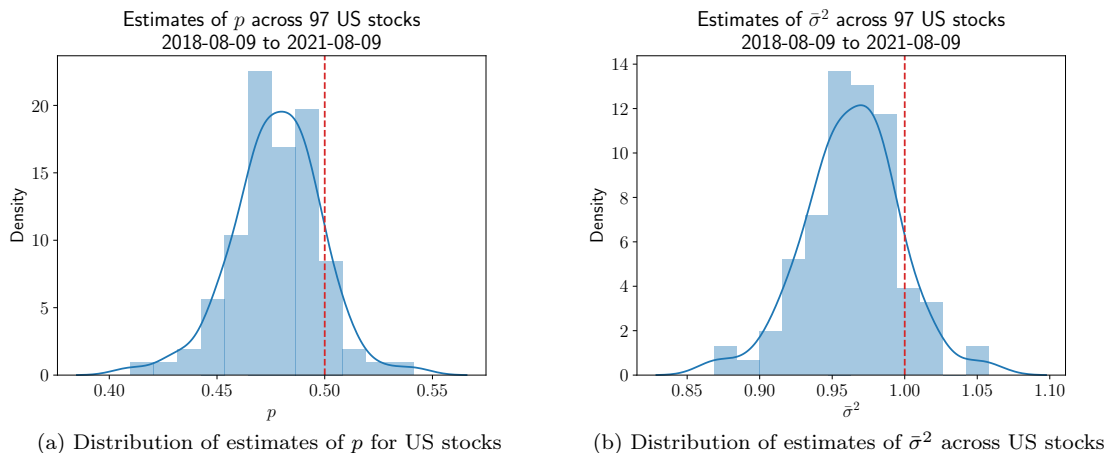 Estimates of p across 97 US stocks
2018-08-09 to 2021-08-09
Density
20
15
10
5
0
0.40
0.45
0.50
0.55
p
(a) Distribution of estimates of p for US stocks
Estimates of σ̄² across 97 US stocks
2018-08-09 to 2021-08-09
Density
14
12
10
8
6
4
2
0
0.85
0.90
0.95
1.00
1.05
1.10
σ̄²
(b) Distribution of estimates of σ̄² across US stocks